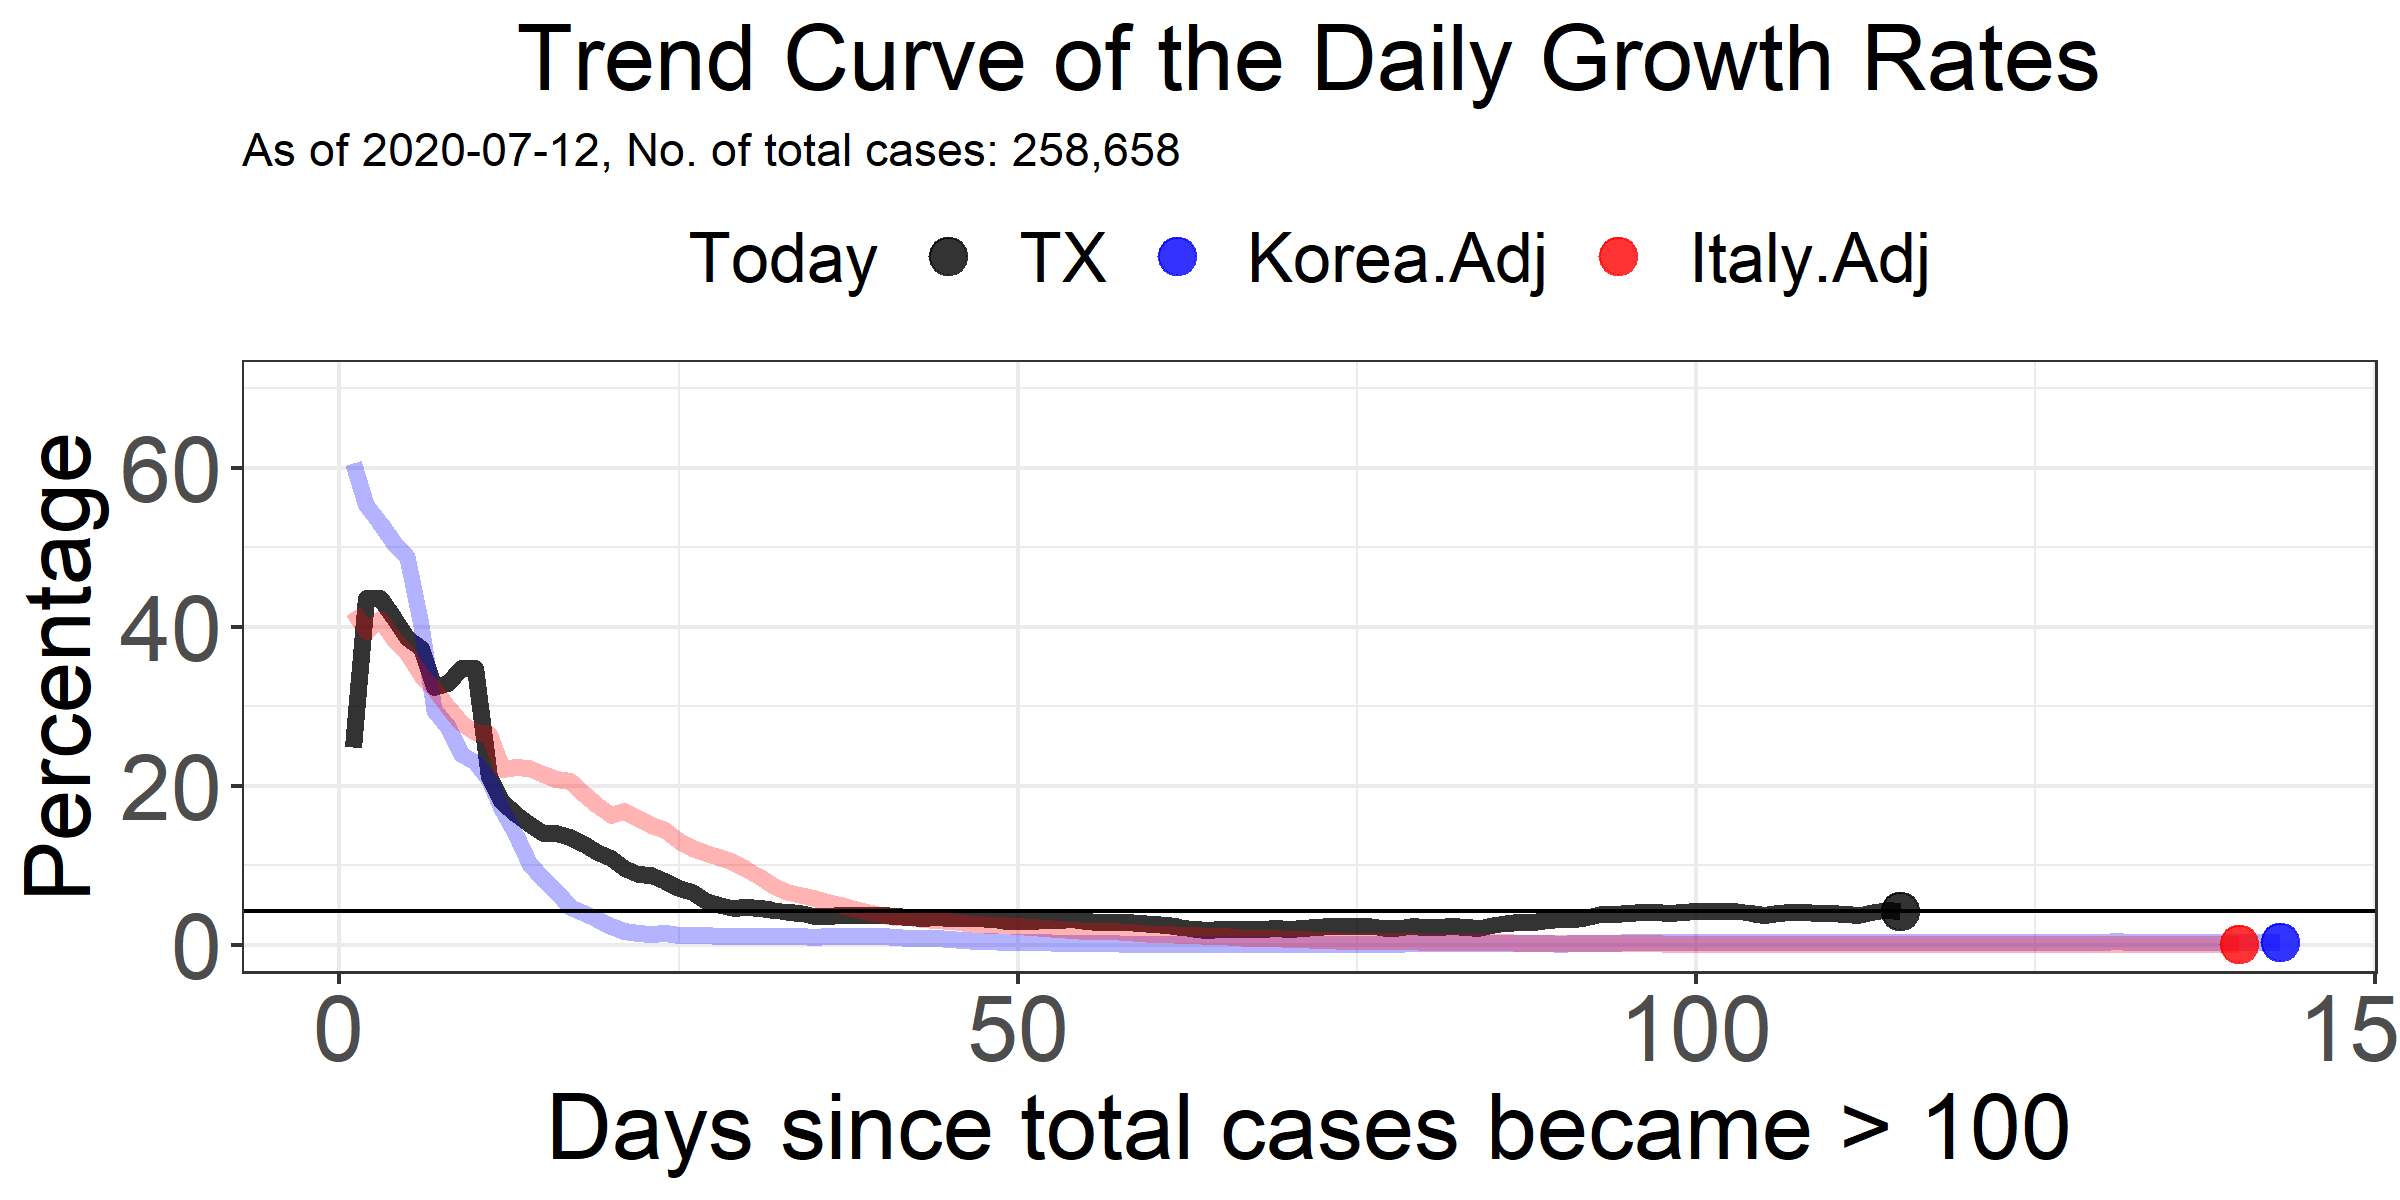 Trend Curve of the Daily Growth Rates
As of 2020-07-12, No. of total cases: 258,658
Today TX Korea.Adj Italy.Adj
Percentage
60
40
20
0
0 50 100 15
Days since total cases became > 100